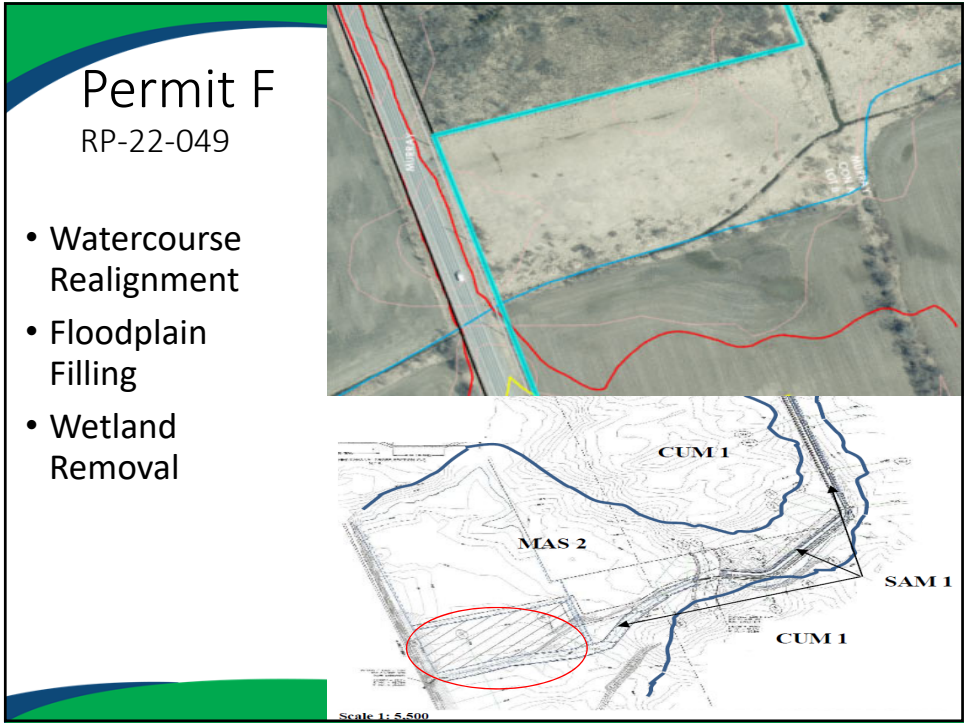 Permit F
RP-22-049
• Watercourse
Realignment
• Floodplain
Filling
• Wetland
Removal
MURRAY
CUM 1
MAS 2
SAM 1
CUM 1
Scale 1: 5,500